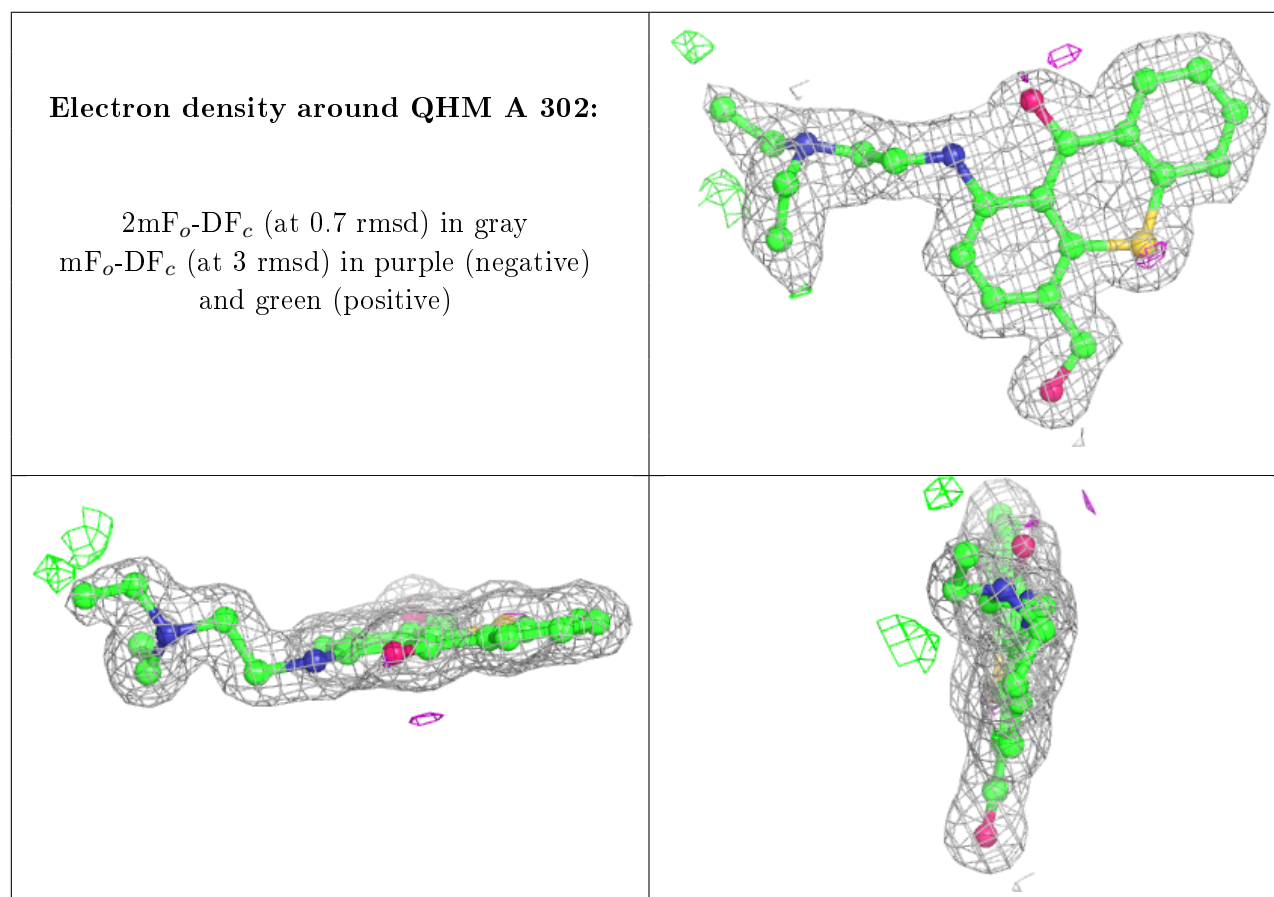 Electron density around QHM A 302:
2mFₒ-DF𝒸 (at 0.7 rmsd) in gray
mFₒ-DF𝒸 (at 3 rmsd) in purple (negative)
and green (positive)